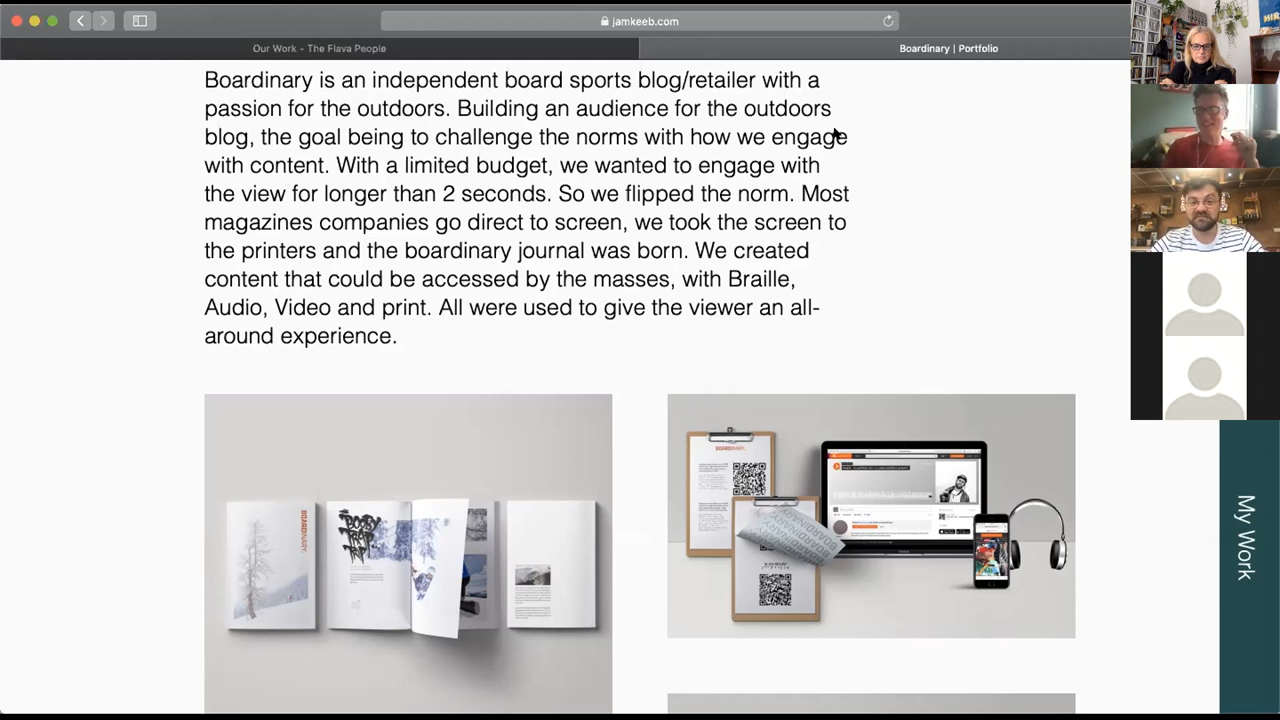 jamkeeb.com
Our Work - The Flava People
Boardinary | Portfolio
Boardinary is an independent board sports blog/retailer with a
passion for the outdoors. Building an audience for the outdoors
blog, the goal being to challenge the norms with how we engage
with content. With a limited budget, we wanted to engage with
the view for longer than 2 seconds. So we flipped the norm. Most
magazines companies go direct to screen, we took the screen to
the printers and the boardinary journal was born. We created
content that could be accessed by the masses, with Braille,
Audio, Video and print. All were used to give the viewer an all-
around experience.
BOARDINARY.
BOARDINARY.
My Work